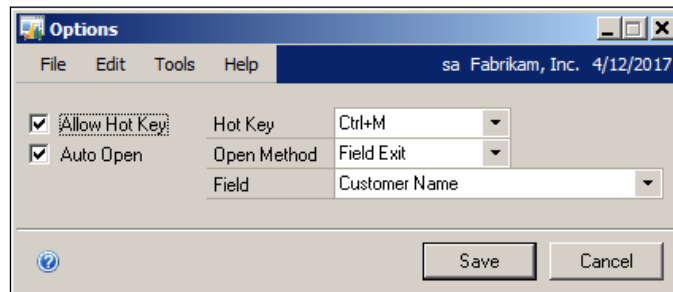 Options
File Edit Tools Help sa Fabrikam, Inc. 4/12/2017
Allow Hot Key Hot Key Ctrl+M
Auto Open Open Method Field Exit
Field Customer Name
Save Cancel